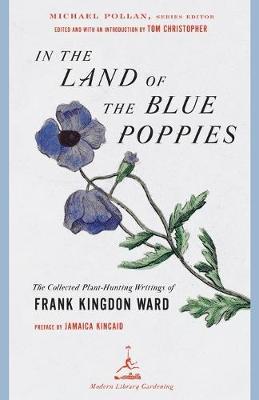 MICHAEL POLLAN, SERIES EDITOR
EDITED AND WITH AN INTRODUCTION BY TOM CHRISTOPHER
IN THE
LAND OF
THE BLUE
POPPIES
The Collected Plant-Hunting Writings of
FRANK KINGDON WARD
PREFACE BY JAMAICA KINCAID
Modern Library Gardening